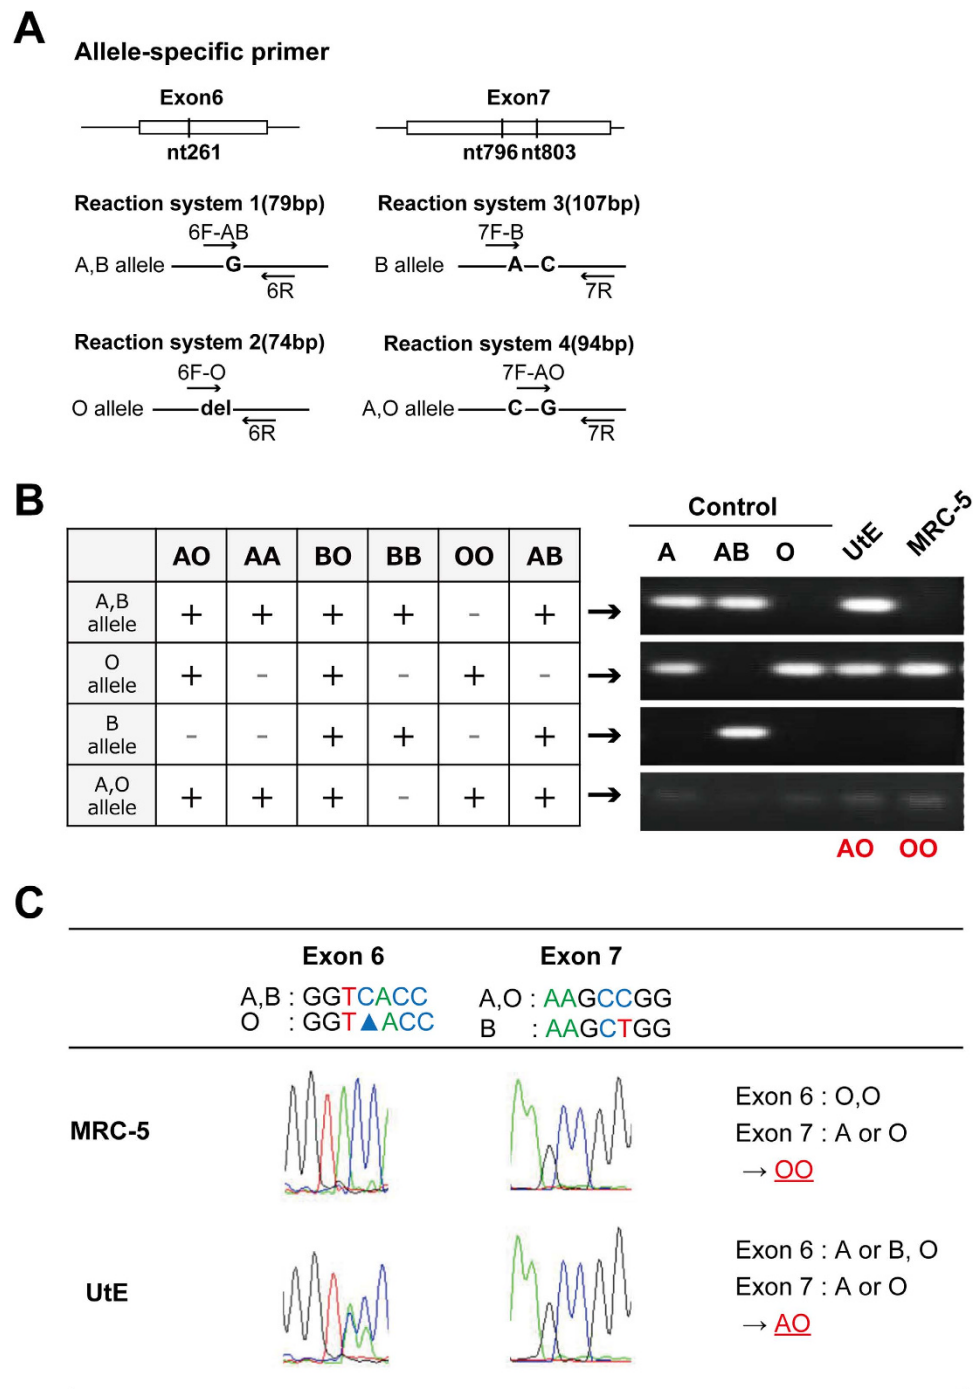 A
Allele-specific primer
Exon6
Exon7
nt261
nt796 nt803
Reaction system 1(79bp)
Reaction system 3(107bp)
6F-AB
7F-B
A,B allele
G
B allele
A
C
6R
7R
Reaction system 2(74bp)
Reaction system 4(94bp)
6F-O
7F-AO
O allele
del
A,O allele
C
G
6R
7R
B
Control
A AB O UtE MRC-5
AO AA BO BB OO AB
A,B
allele
+ + + + - +
O
allele
+ - + - + -
B
allele
- - + + - +
A,O
allele
+ + + - + +
AO OO
C
Exon 6 Exon 7
A,B : GGTCACC
A,O : AAGCCGG
O : GGT▲ACC
B : AAGCTGG
MRC-5
Exon 6 : O,O
Exon 7 : A or O
→ OO
UtE
Exon 6 : A or B, O
Exon 7 : A or O
→ AO